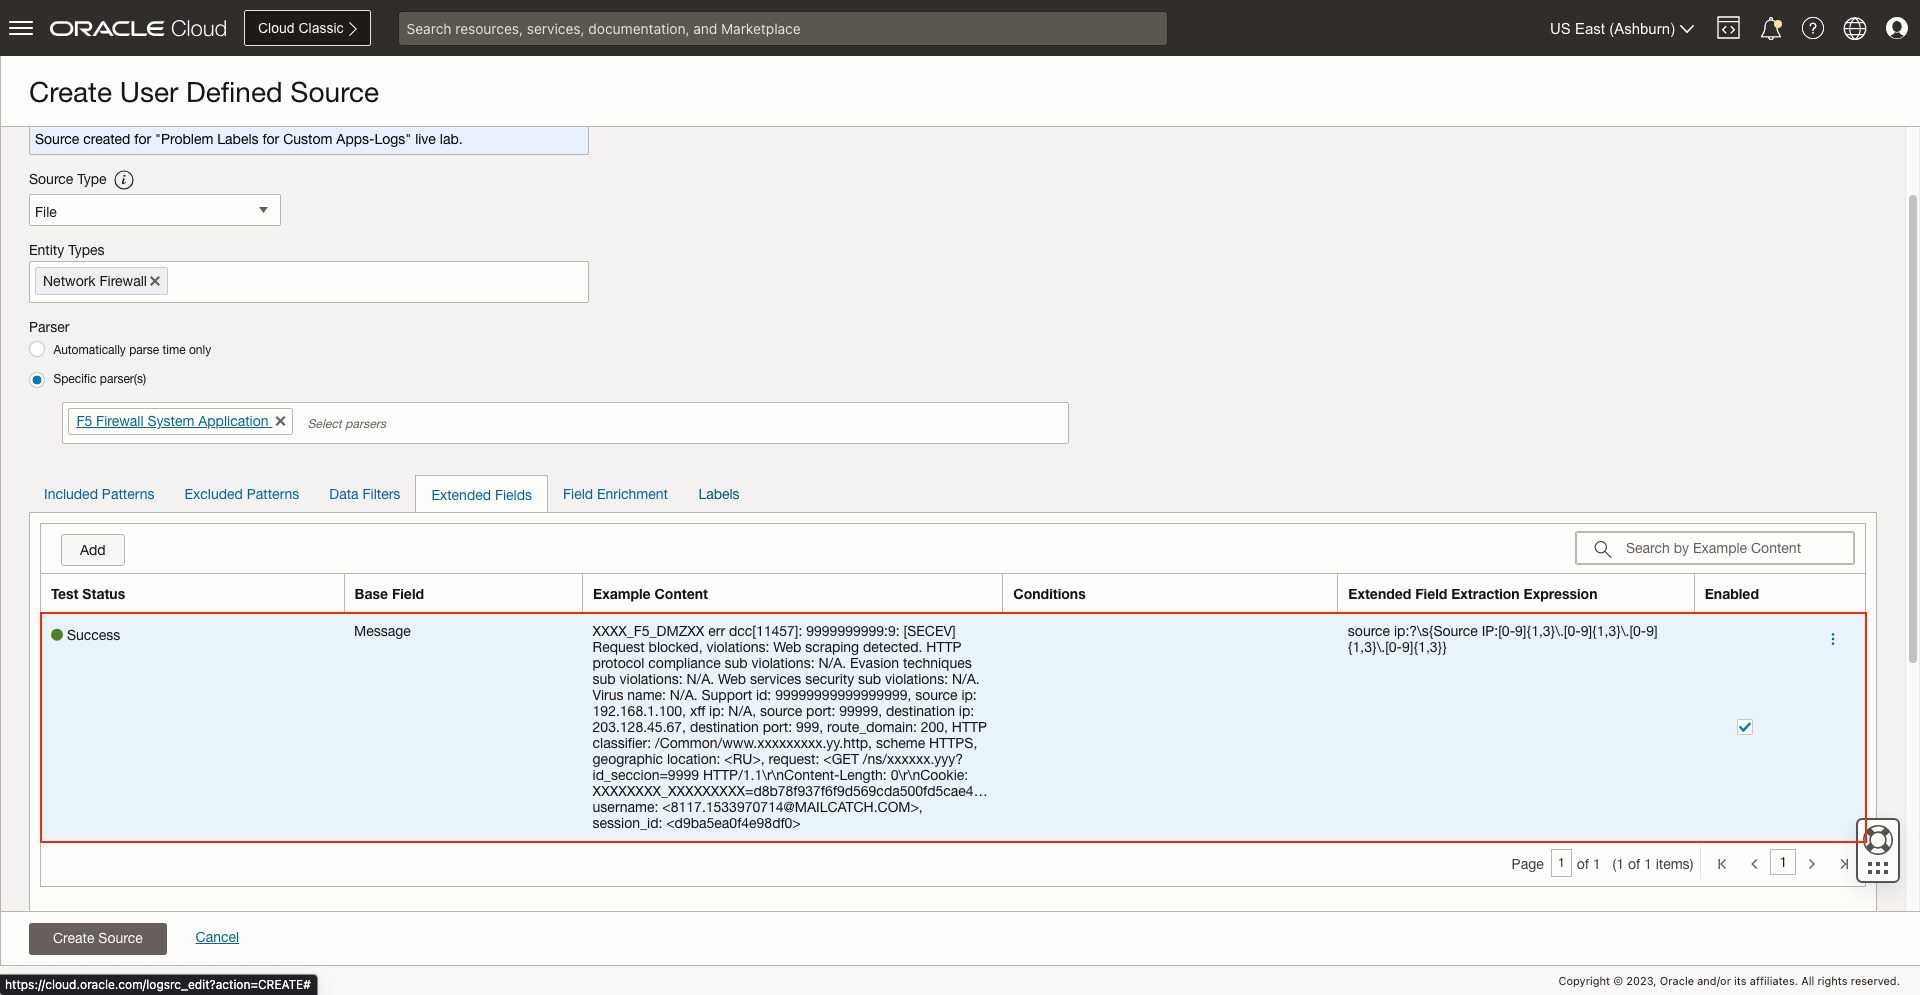 ORACLE Cloud
Cloud Classic
Search resources, services, documentation, and Marketplace
US East (Ashburn)
Create User Defined Source
Source created for "Problem Labels for Custom Apps-Logs" live lab.
Source Type
File
Entity Types
Network Firewall
Parser
Automatically parse time only
Specific parser(s)
F5 Firewall System Application
Select parsers
Included Patterns
Excluded Patterns
Data Filters
Extended Fields
Field Enrichment
Labels
Add
Search by Example Content
Test Status
Base Field
Example Content
Conditions
Extended Field Extraction Expression
Enabled
Success
Message
XXXX_F5_DMZXX err dcc[11457]: 9999999999:9: [SECEV]
Request blocked, violations: Web scraping detected. HTTP
protocol compliance sub violations: N/A. Evasion techniques
sub violations: N/A. Web services security sub violations: N/A.
Virus name: N/A. Support id: 99999999999999999, source ip:
192.168.1.100, xff ip: N/A, source port: 99999, destination ip:
203.128.45.67, destination port: 999, route_domain: 200, HTTP
classifier: /Common/www.xxxxxxxxx.yy.http, scheme HTTPS,
geographic location: <RU>, request: <GET /ns/xxxxxx.yyy?
id_seccion=9999 HTTP/1.1\r\nContent-Length: 0\r\nCookie:
XXXXXXXX_XXXXXXXXX=d8b78f937f6f9d569cda500fd5cae4...
username: <8117.1533970714@MAILCATCH.COM>,
session_id: <d9ba5ea0f4e98df0>
source ip:?\s{Source IP:[0-9]{1,3}\.[0-9]{1,3}\.[0-9]
{1,3}\.[0-9]{1,3}}
Page 1 of 1 (1 of 1 items)
1
Create Source
Cancel
https://cloud.oracle.com/logsrc_edit?action=CREATE#
Copyright © 2023, Oracle and/or its affiliates. All rights reserved.